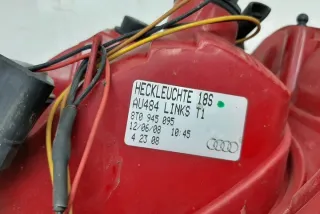 HECKLEUCHTE 18S
AU484 LINKS T1
8T0 945 095
12/06/08 10:45
4 23 08